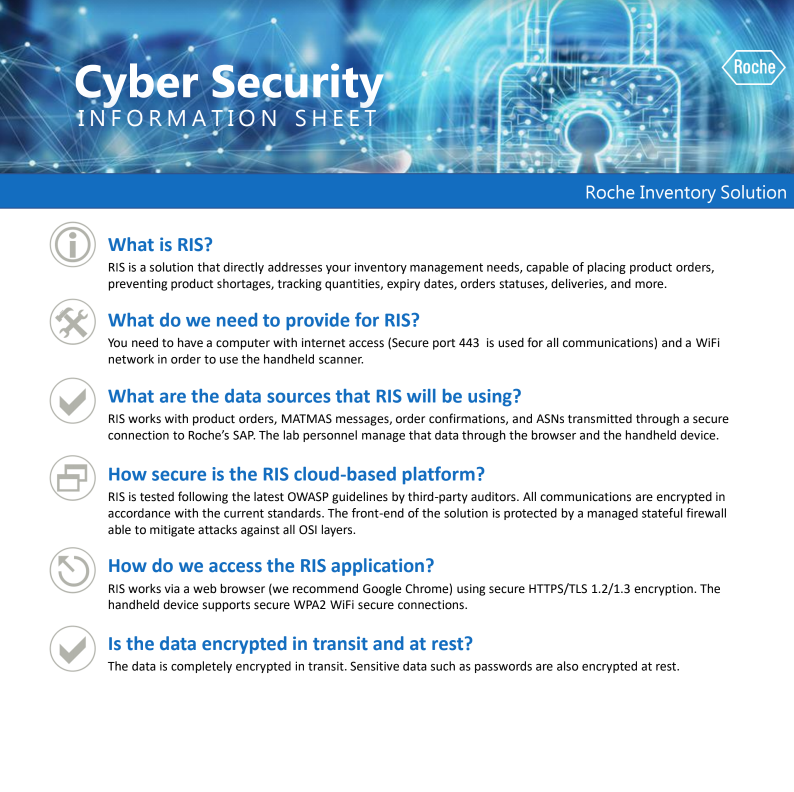 Cyber Security
INFORMATION SHEET
Roche
Roche Inventory Solution
What is RIS?
RIS is a solution that directly addresses your inventory management needs, capable of placing product orders,
preventing product shortages, tracking quantities, expiry dates, orders statuses, deliveries, and more.
What do we need to provide for RIS?
You need to have a computer with internet access (Secure port 443  is used for all communications) and a WiFi
network in order to use the handheld scanner.
What are the data sources that RIS will be using?
RIS works with product orders, MATMAS messages, order confirmations, and ASNs transmitted through a secure
connection to Roche’s SAP. The lab personnel manage that data through the browser and the handheld device.
How secure is the RIS cloud-based platform?
RIS is tested following the latest OWASP guidelines by third-party auditors. All communications are encrypted in
accordance with the current standards. The front-end of the solution is protected by a managed stateful firewall
able to mitigate attacks against all OSI layers.
How do we access the RIS application?
RIS works via a web browser (we recommend Google Chrome) using secure HTTPS/TLS 1.2/1.3 encryption. The
handheld device supports secure WPA2 WiFi secure connections.
Is the data encrypted in transit and at rest?
The data is completely encrypted in transit. Sensitive data such as passwords are also encrypted at rest.